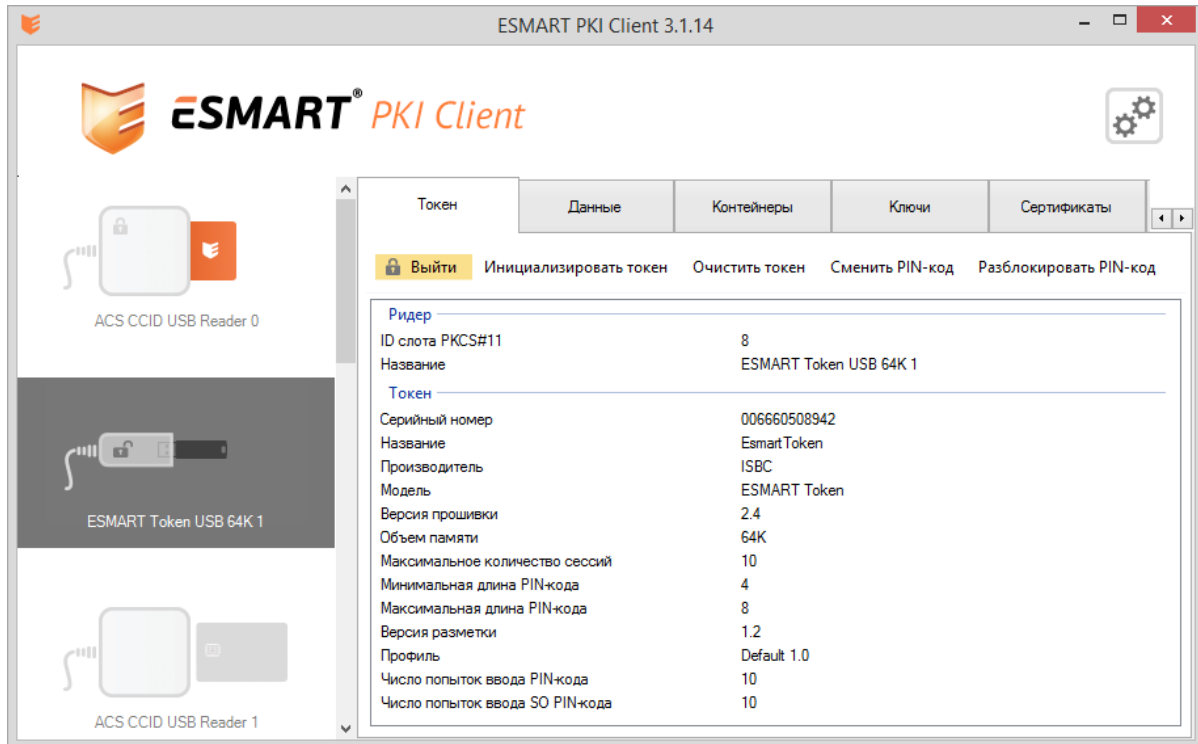 ESMART PKI Client 3.1.14
ESMART® PKI Client
ACS CCID USB Reader 0
ESMART Token USB 64K 1
ACS CCID USB Reader 1
Токен Данные Контейнеры Ключи Сертификаты
Выйти Инициализировать токен Очистить токен Сменить PIN-код Разблокировать PIN-код
Ридер
ID слота PKCS#11 8
Название ESMART Token USB 64K 1
Токен
Серийный номер 006660508942
Название EsmartToken
Производитель ISBC
Модель ESMART Token
Версия прошивки 2.4
Объем памяти 64K
Максимальное количество сессий 10
Минимальная длина PIN-кода 4
Максимальная длина PIN-кода 8
Версия разметки 1.2
Профиль Default 1.0
Число попыток ввода PIN-кода 10
Число попыток ввода SO PIN-кода 10